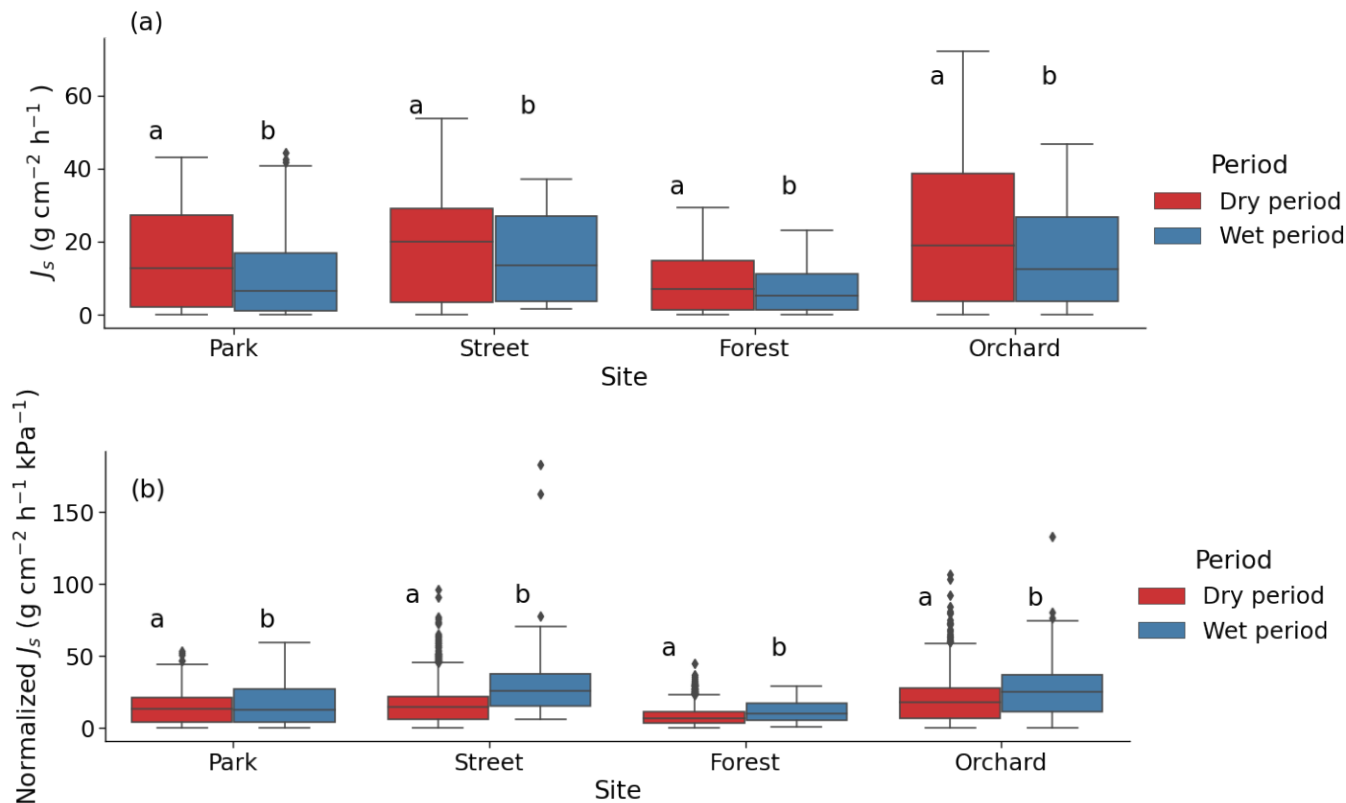 (a)
J_s (g cm⁻² h⁻¹)
60
40
20
0
a b
a b
a b
a b
Period
Dry period
Wet period
Park Street Forest Orchard
Site
(b)
Normalized J_s (g cm⁻² h⁻¹ kPa⁻¹)
150
100
50
0
a b
a b
a b
a b
Period
Dry period
Wet period
Park Street Forest Orchard
Site